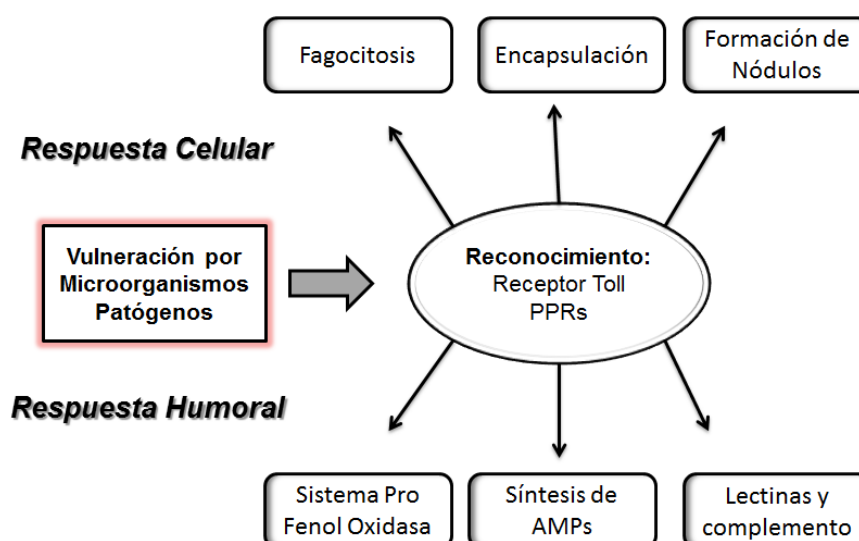 Fagocitosis
Encapsulación
Formación de
Nódulos
Respuesta Celular
Vulneración por
Microorganismos
Patógenos
Reconocimiento:
Receptor Toll
PPRs
Respuesta Humoral
Sistema Pro
Fenol Oxidasa
Síntesis de
AMPs
Lectinas y
complemento